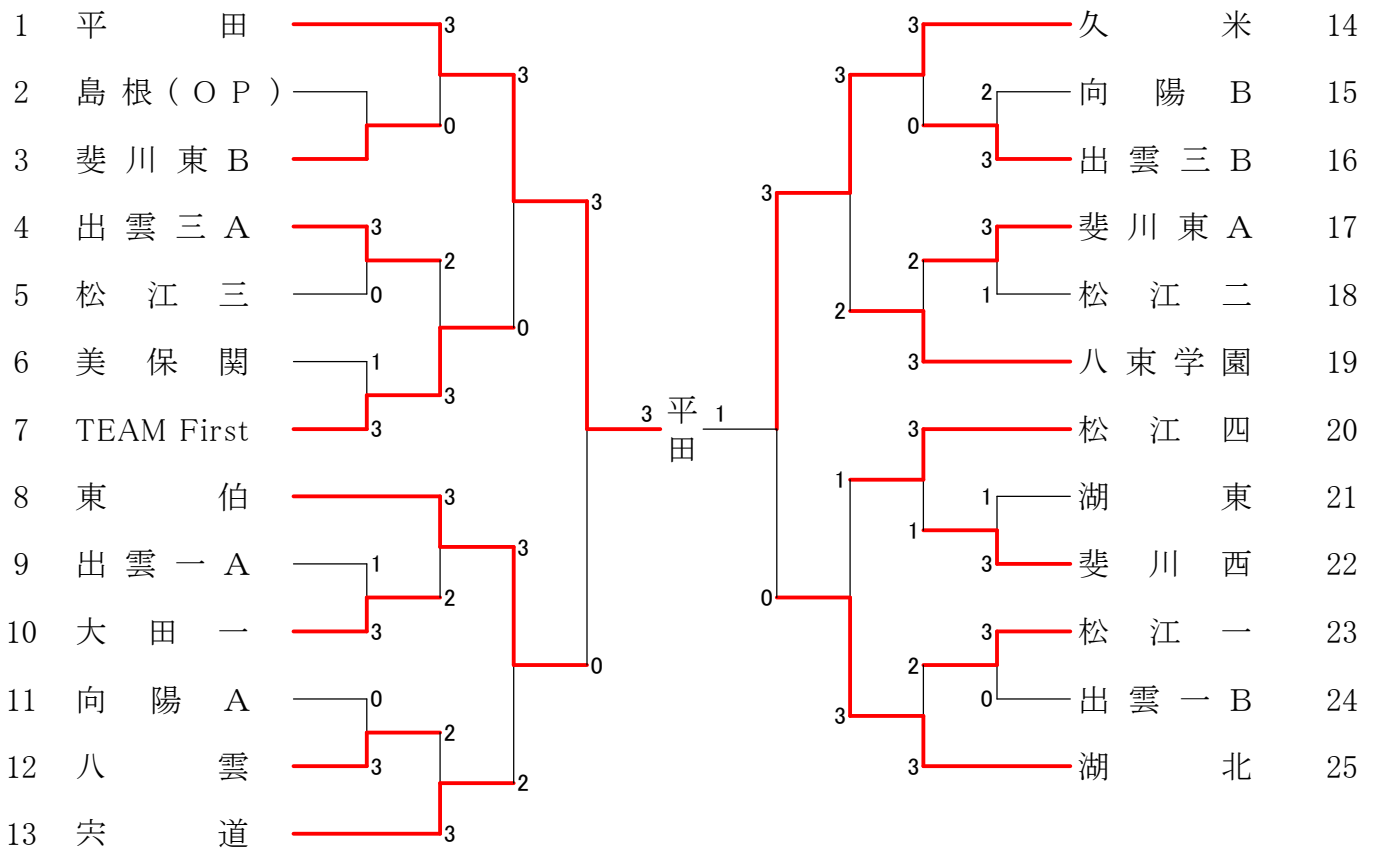 1 平田 3
2 島根(OP)
3 斐川東B 0
4 出雲三A 3
5 松江三 0
6 美保関 1
7 TEAM First 3
8 東伯 3
9 出雲一A 1
10 大田一 3
11 向陽A 0
12 八雲 3
13 宍道 3
3
2
3
0
3
2
2
3
2
0
3 平田 1
3
0
3
2
1
3
0
2
1
2
3 久米 14
2 向陽B 15
3 出雲三B 16
3 斐川東A 17
1 松江二 18
3 八束学園 19
3 松江四 20
1 湖東 21
3 斐川西 22
3 松江一 23
0 出雲一B 24
3 湖北 25